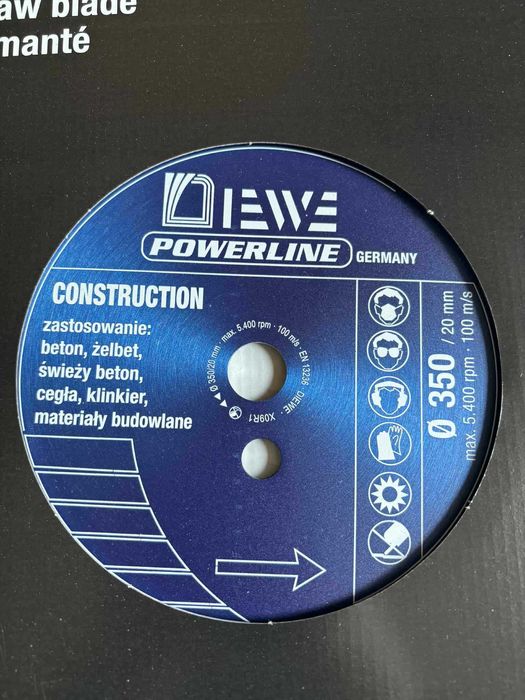 aw blade
manté
DIEWE
POWERLINE
GERMANY
CONSTRUCTION
zastosowanie:
beton, żelbet,
świeży beton,
cegła, klinkier,
materiały budowlane
Ø 350/20 mm · max. 5.400 rpm · 100 m/s · EN 13236 · DIEWE: X09R1
Ø 350 / 20 mm
max. 5.400 rpm · 100 m/s